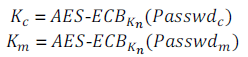 K_c = AES-ECB_{K_n}(Passwd_c)
K_m = AES-ECB_{K_n}(Passwd_m)